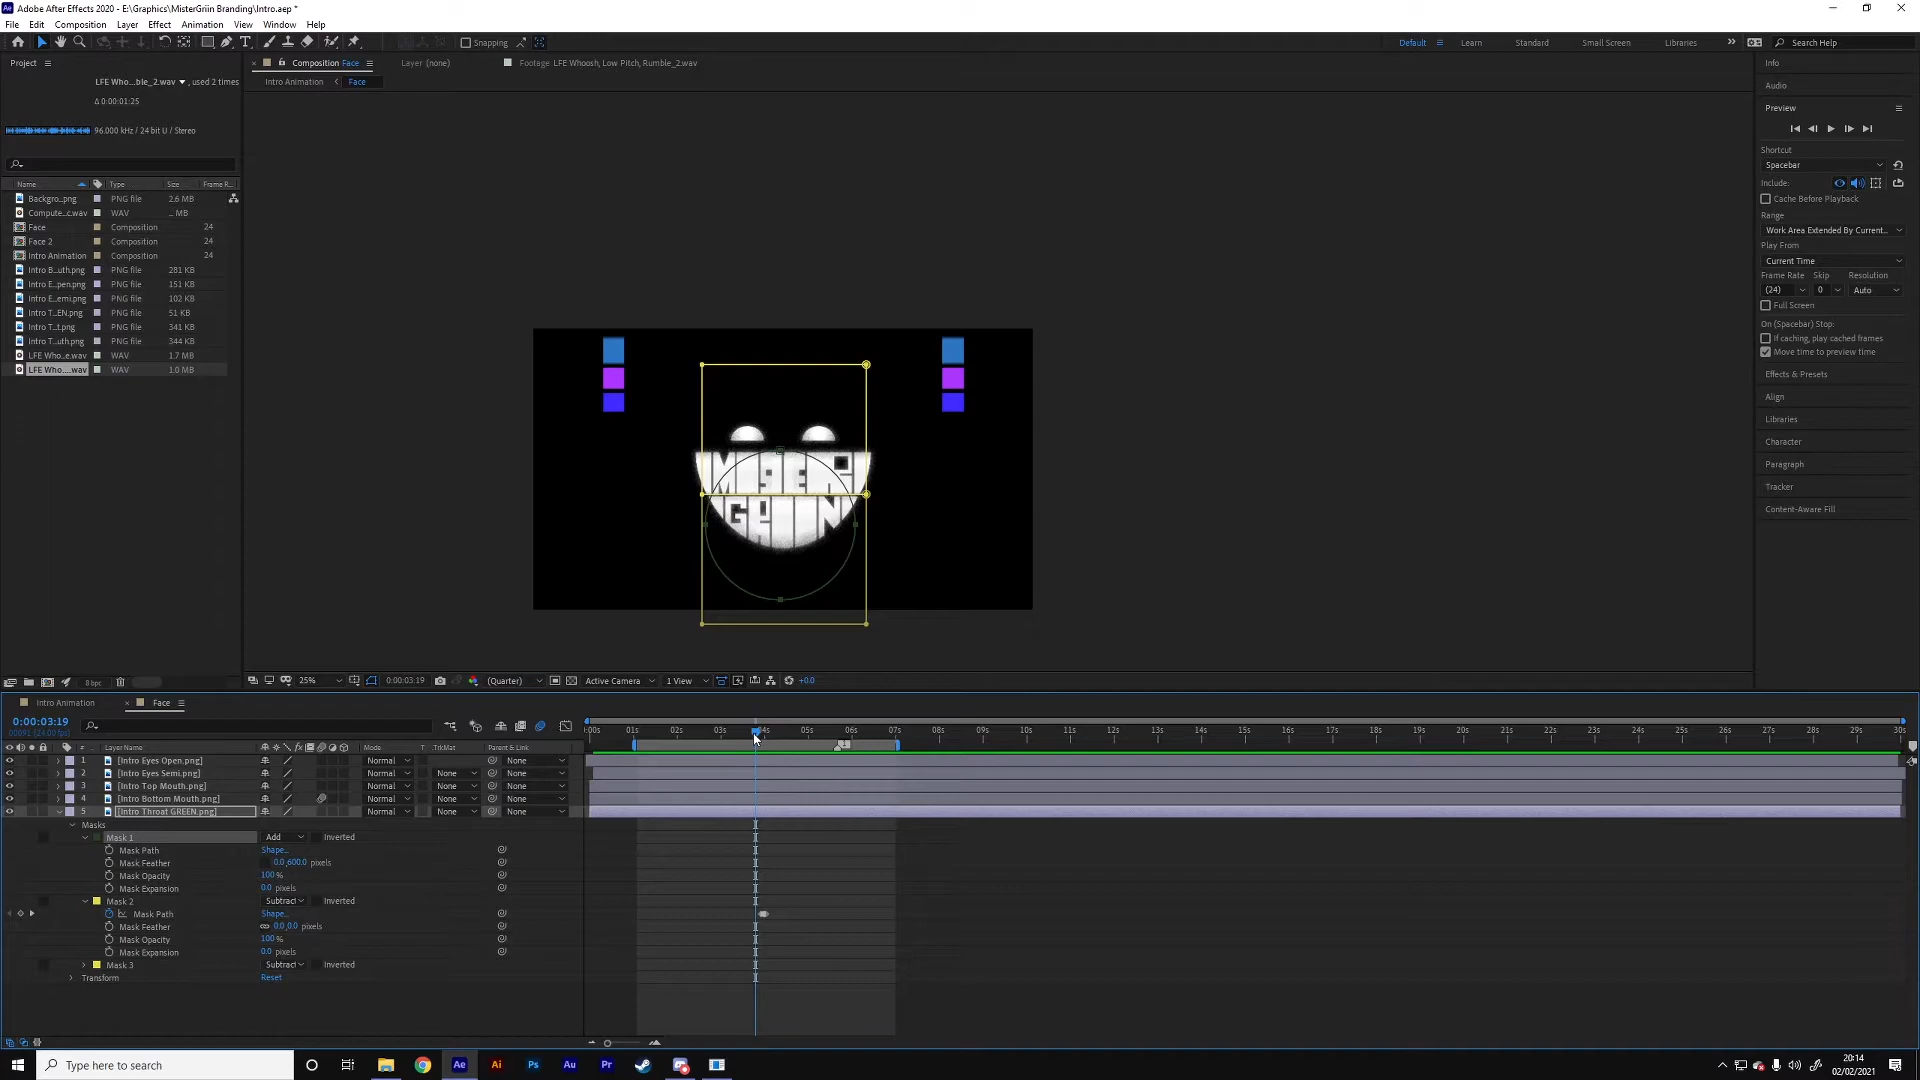 Adobe After Effects 2020 - E:\Graphics\MisterGriin Branding\Intro.aep *
File Edit Composition Layer Effect Animation View Window Help
Snapping
Default Learn Standard Small Screen Libraries Search Help
Project
Composition Face
Layer (none)
Footage LFE Whoosh, Low Pitch, Rumble_2.wav
Intro Animation Face
LFE Who...ble_2.wav , used 2 times
Δ 0:00:01:25
96.000 kHz / 24 bit U / Stereo
Name Type Size Frame R...
Backgro...png PNG file 2.6 MB
Compute...c.wav WAV ... MB
Face Composition 24
Face 2 Composition 24
Intro Animation Composition 24
Intro B...uth.png PNG file 281 KB
Intro E...pen.png PNG file 151 KB
Intro E...emi.png PNG file 102 KB
Intro T...EN.png PNG file 51 KB
Intro T...t.png PNG file 341 KB
Intro T...uth.png PNG file 344 KB
LFE Who...e.wav WAV 1.7 MB
LFE Who....wav WAV 1.0 MB
MISTER
GRIIN
Info
Audio
Preview
Shortcut
Spacebar
Include:
Cache Before Playback
Range
Work Area Extended By Current...
Play From
Current Time
Frame Rate Skip Resolution
(24) 0 Auto
Full Screen
On (Spacebar) Stop:
If caching, play cached frames
Move time to preview time
Effects & Presets
Align
Libraries
Character
Paragraph
Tracker
Content-Aware Fill
8 bpc
25% 0:00:03:19 (Quarter) Active Camera 1 View +0.0
Intro Animation Face
0:00:03:19
00091 (24.00 fps)
:00s 01s 02s 03s 04s 05s 06s 07s 08s 09s 10s 11s 12s 13s 14s 15s 16s 17s 18s 19s 20s 21s 22s 23s 24s 25s 26s 27s 28s 29s 30s
# Layer Name Mode T .TrkMat Parent & Link
1 [Intro Eyes Open.png] Normal None
2 [Intro Eyes Semi.png] Normal None None
3 [Intro Top Mouth.png] Normal None None
4 [Intro Bottom Mouth.png] Normal None None
5 [Intro Throat GREEN.png] Normal None None
Masks
Mask 1 Add Inverted
Mask Path Shape...
Mask Feather 0.0,600.0 pixels
Mask Opacity 100 %
Mask Expansion 0.0 pixels
Mask 2 Subtract Inverted
Mask Path Shape...
Mask Feather 0.0,0.0 pixels
Mask Opacity 100 %
Mask Expansion 0.0 pixels
Mask 3 Subtract Inverted
Transform Reset
Type here to search
Ae Ai Ps Au Pr
20:14
02/02/2021